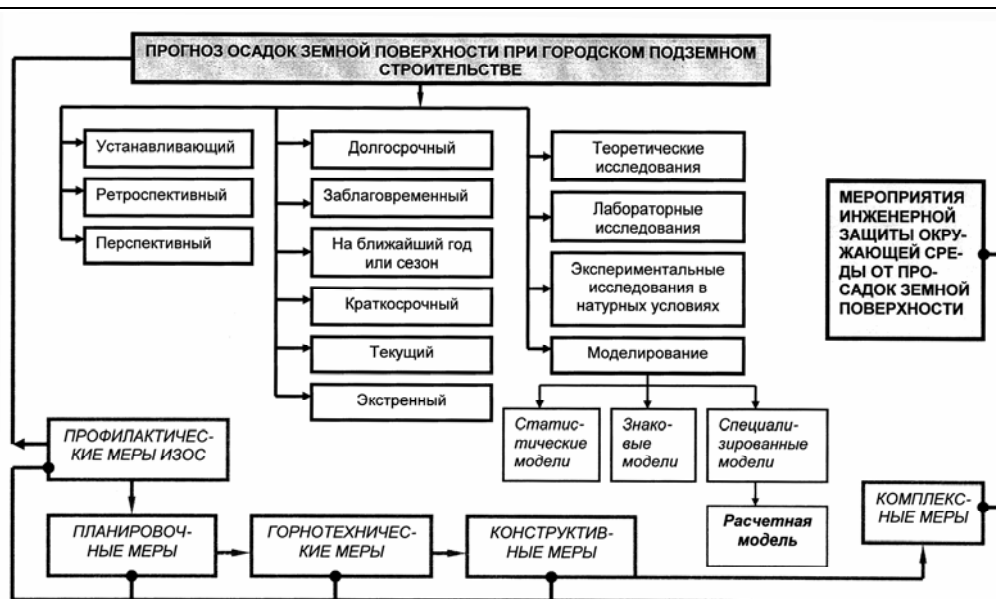 ПРОГНОЗ ОСАДОК ЗЕМНОЙ ПОВЕРХНОСТИ ПРИ ГОРОДСКОМ ПОДЗЕМНОМ
СТРОИТЕЛЬСТВЕ
Устанавливающий
Ретроспективный
Перспективный
Долгосрочный
Заблаговременный
На ближайший год
или сезон
Краткосрочный
Текущий
Экстренный
Теоретические
исследования
Лабораторные
исследования
Экспериментальные
исследования в
натурных условиях
Моделирование
МЕРОПРИЯТИЯ
ИНЖЕНЕРНОЙ
ЗАЩИТЫ ОКРУ-
ЖАЮЩЕЙ СРЕ-
ДЫ ОТ ПРО-
САДОК ЗЕМНОЙ
ПОВЕРХНОСТИ
Статис-
тические
модели
Знако-
вые
модели
Специали-
зированные
модели
Расчетная
модель
ПРОФИЛАКТИЧЕС-
КИЕ МЕРЫ ИЗОС
ПЛАНИРОВОЧ-
НЫЕ МЕРЫ
ГОРНОТЕХНИЧЕС-
КИЕ МЕРЫ
КОНСТРУКТИВ-
НЫЕ МЕРЫ
КОМПЛЕКС-
НЫЕ МЕРЫ